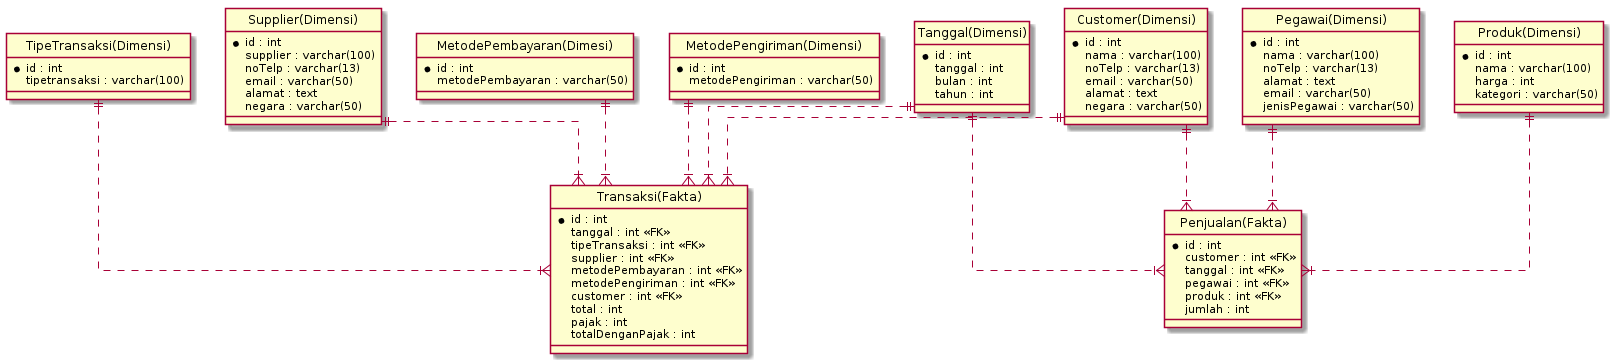 TipeTransaksi(Dimensi)
id : int
tipetransaksi : varchar(100)
Supplier(Dimensi)
id : int
supplier : varchar(100)
noTelp : varchar(13)
email : varchar(50)
alamat : text
negara : varchar(50)
MetodePembayaran(Dimesi)
id : int
metodePembayaran : varchar(50)
MetodePengiriman(Dimensi)
id : int
metodePengiriman : varchar(50)
Tanggal(Dimensi)
id : int
tanggal : int
bulan : int
tahun : int
Customer(Dimensi)
id : int
nama : varchar(100)
noTelp : varchar(13)
email : varchar(50)
alamat : text
negara : varchar(50)
Pegawai(Dimensi)
id : int
nama : varchar(100)
noTelp : varchar(13)
alamat : text
email : varchar(50)
jenisPegawai : varchar(50)
Produk(Dimensi)
id : int
nama : varchar(100)
harga : int
kategori : varchar(50)
Transaksi(Fakta)
id : int
tanggal : int «FK»
tipeTransaksi : int «FK»
supplier : int «FK»
metodePembayaran : int «FK»
metodePengiriman : int «FK»
customer : int «FK»
total : int
pajak : int
totalDenganPajak : int
Penjualan(Fakta)
id : int
customer : int «FK»
tanggal : int «FK»
pegawai : int «FK»
produk : int «FK»
jumlah : int